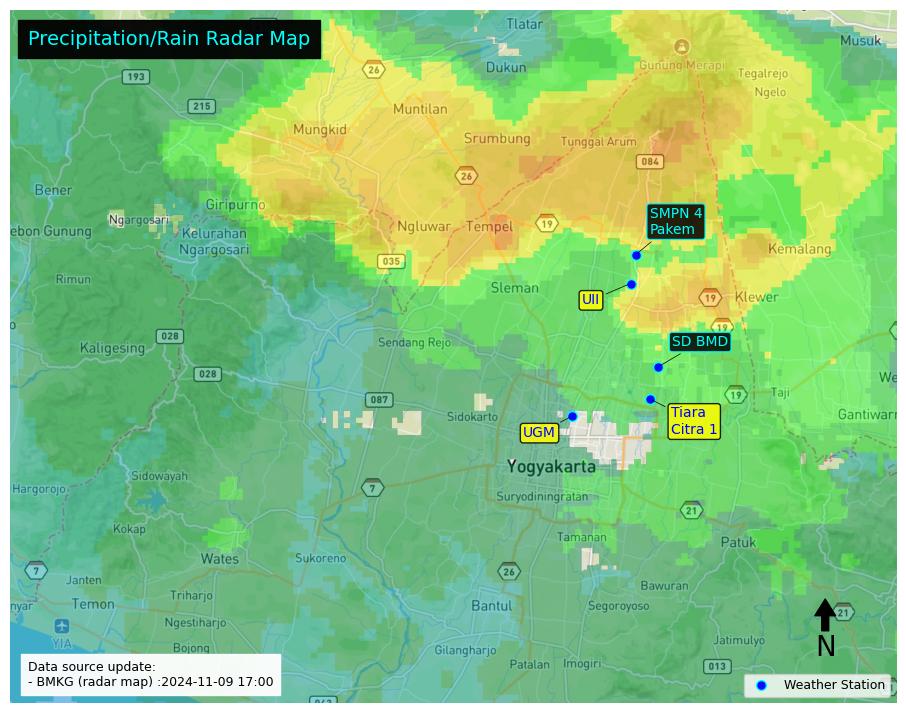 Precipitation/Rain Radar Map
Tlatar
Musuk
Dukun
Gunung Merapi
Tegalrejo
Ngelo
26
193
215
Muntilan
Mungkid
Srumbung
Tunggal Arum
084
26
Bener
Giripurno
Ngargosari
ebon Gunung
Kelurahan
Ngargosari
Ngluwar
Tempel
19
SMPN 4
Pakem
Kemalang
035
Rimun
Sleman
UII
19
Klewer
19
028
Kaligesing
Sendang Rejo
SD BMD
028
We
087
19
Taji
Sidokarto
Tiara
Citra 1
Gantiwarn
UGM
Yogyakarta
Sidowayah
Hargorojo
7
Suryodiningratan
21
Kokap
Tamanan
Patuk
Wates
Sukoreno
7
26
Janten
Bawuran
Triharjo
nyar
Temon
Bantul
Segoroyoso
21
Ngestiharjo
YIA
N
Jatimulyo
Bojong
Gilangharjo
Patalan
Imogiri
013
Data source update:
- BMKG (radar map) :2024-11-09 17:00
Weather Station